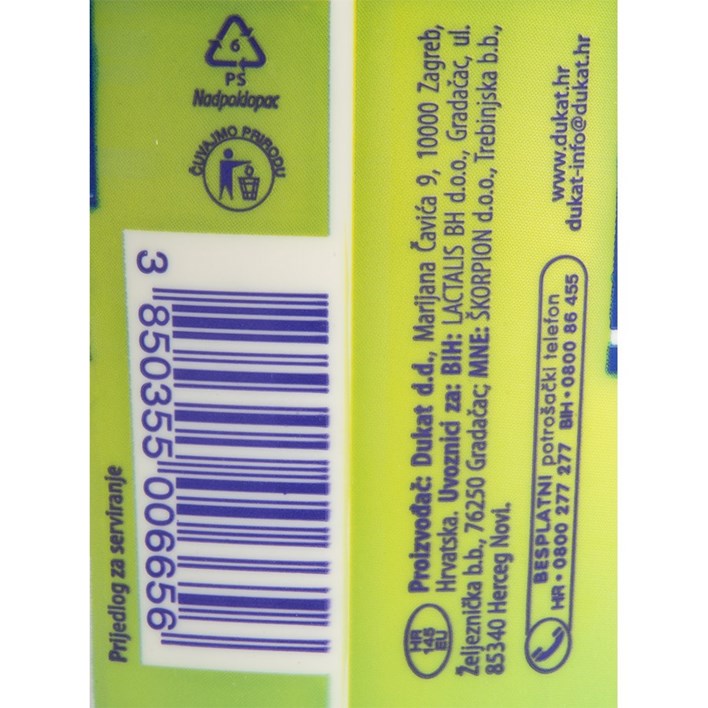 6
PS
Nadpoklopac
ČUVAJMO PRIRODU
3 850355 006656
Prijedlog za serviranje
HR
145
EU
Proizvođač: Dukat d.d., Marijana Čavića 9, 10000 Zagreb,
Hrvatska. Uvoznici za: BIH: LACTALIS BH d.o.o., Gradačac, ul.
Željeznička b.b., 76250 Gradačac; MNE: ŠKORPION d.o.o., Trebinjska b.b.,
85340 Herceg Novi.
BESPLATNI potrošački telefon
HR • 0800 277 277 BIH • 0800 86 455
www.dukat.hr
dukat-info@dukat.hr